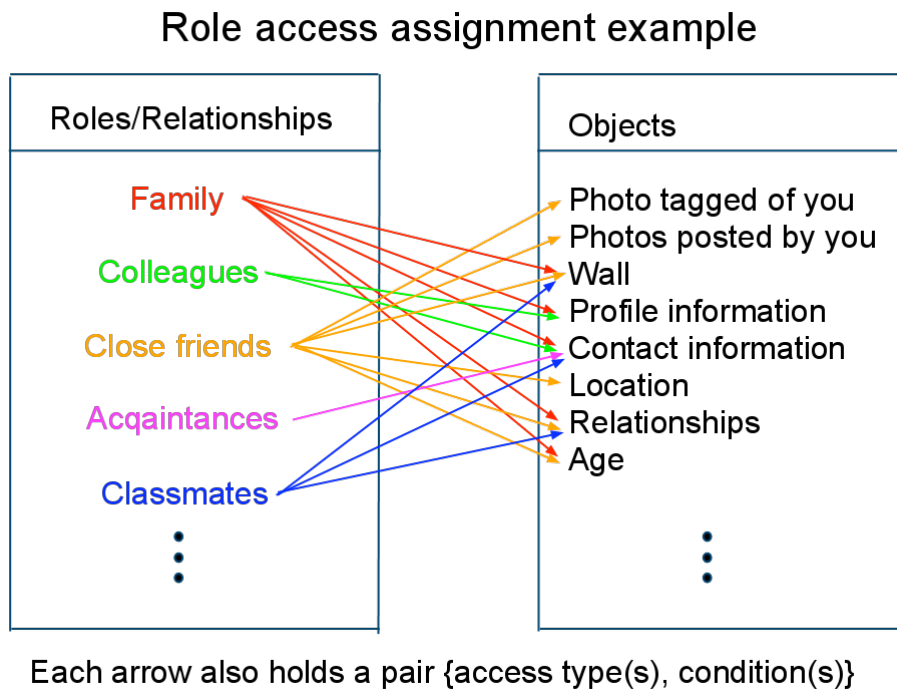 Role access assignment example
Roles/Relationships
Family
Colleagues
Close friends
Acqaintances
Classmates
Objects
Photo tagged of you
Photos posted by you
Wall
Profile information
Contact information
Location
Relationships
Age
Each arrow also holds a pair {access type(s), condition(s)}